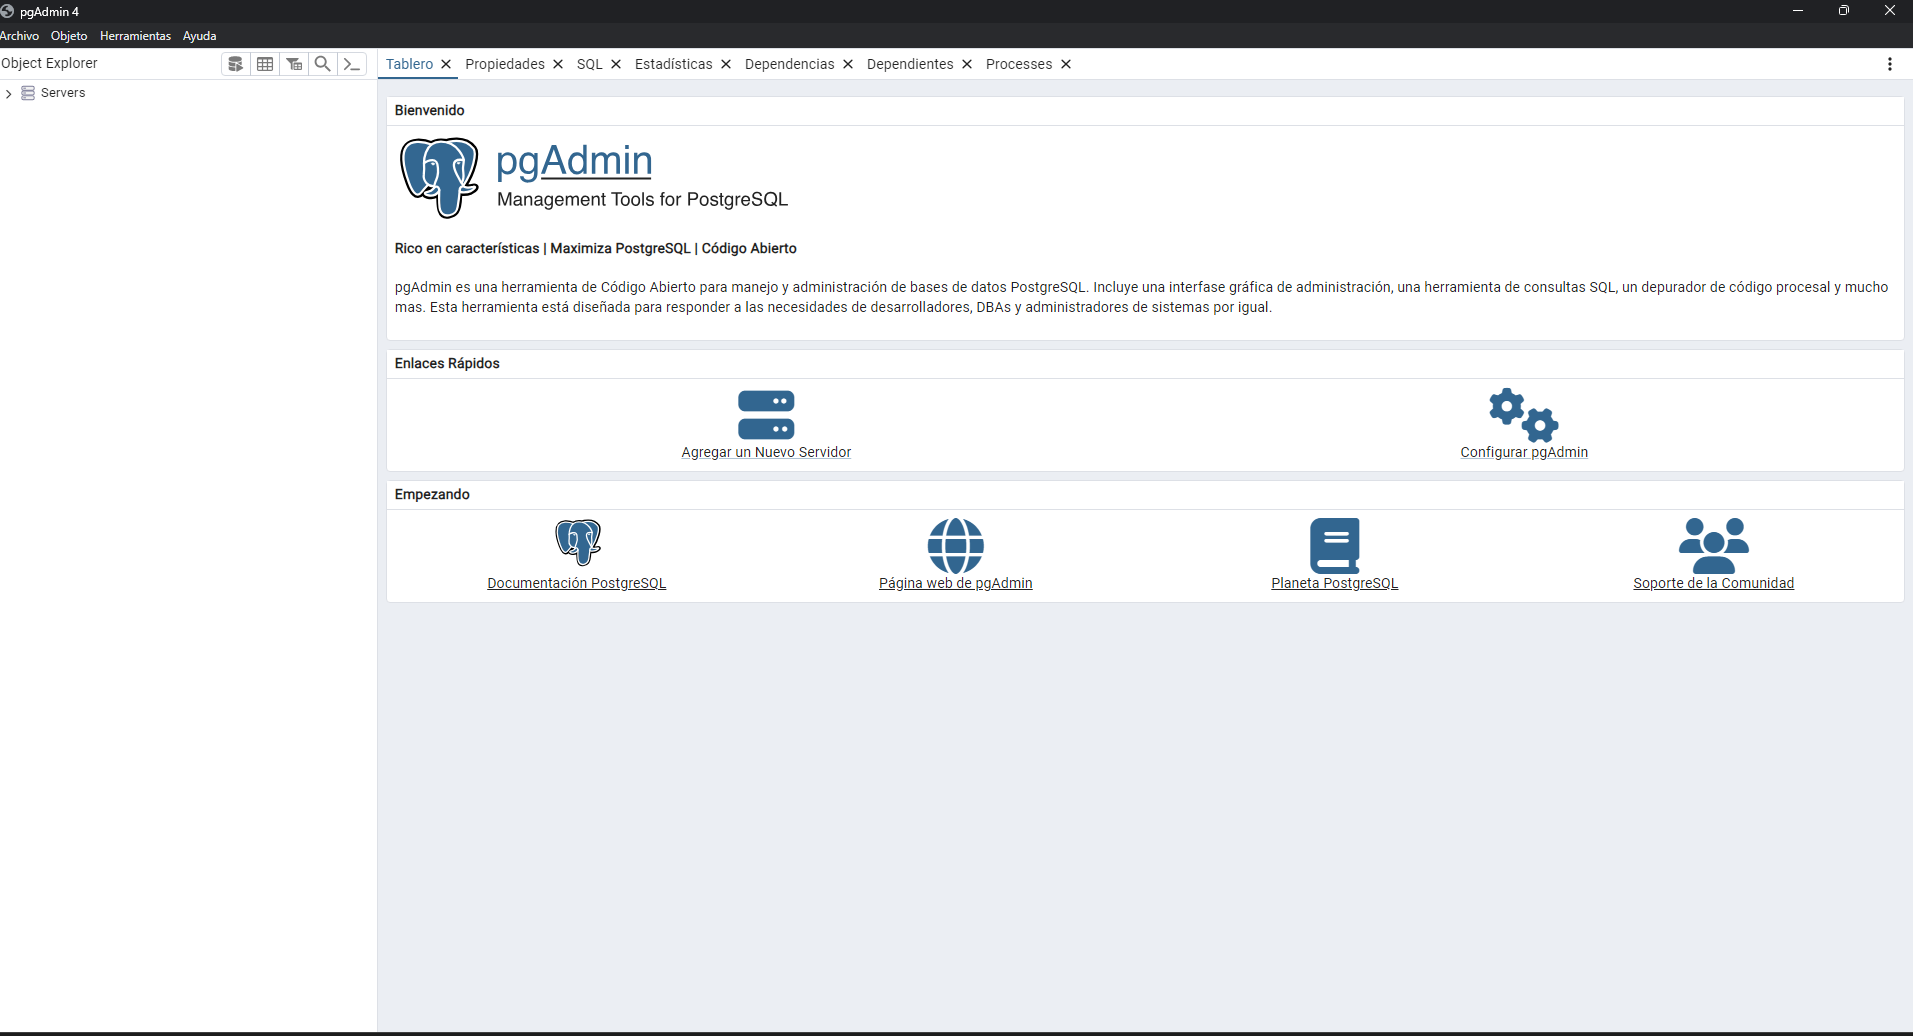 pgAdmin 4
Archivo Objeto Herramientas Ayuda
Object Explorer
Servers
Tablero Propiedades SQL Estadísticas Dependencias Dependientes Processes
Bienvenido
pgAdmin
Management Tools for PostgreSQL
Rico en características | Maximiza PostgreSQL | Código Abierto
pgAdmin es una herramienta de Código Abierto para manejo y administración de bases de datos PostgreSQL. Incluye una interfase gráfica de administración, una herramienta de consultas SQL, un depurador de código procesal y mucho
mas. Esta herramienta está diseñada para responder a las necesidades de desarrolladores, DBAs y administradores de sistemas por igual.
Enlaces Rápidos
Agregar un Nuevo Servidor
Configurar pgAdmin
Empezando
Documentación PostgreSQL
Página web de pgAdmin
Planeta PostgreSQL
Soporte de la Comunidad